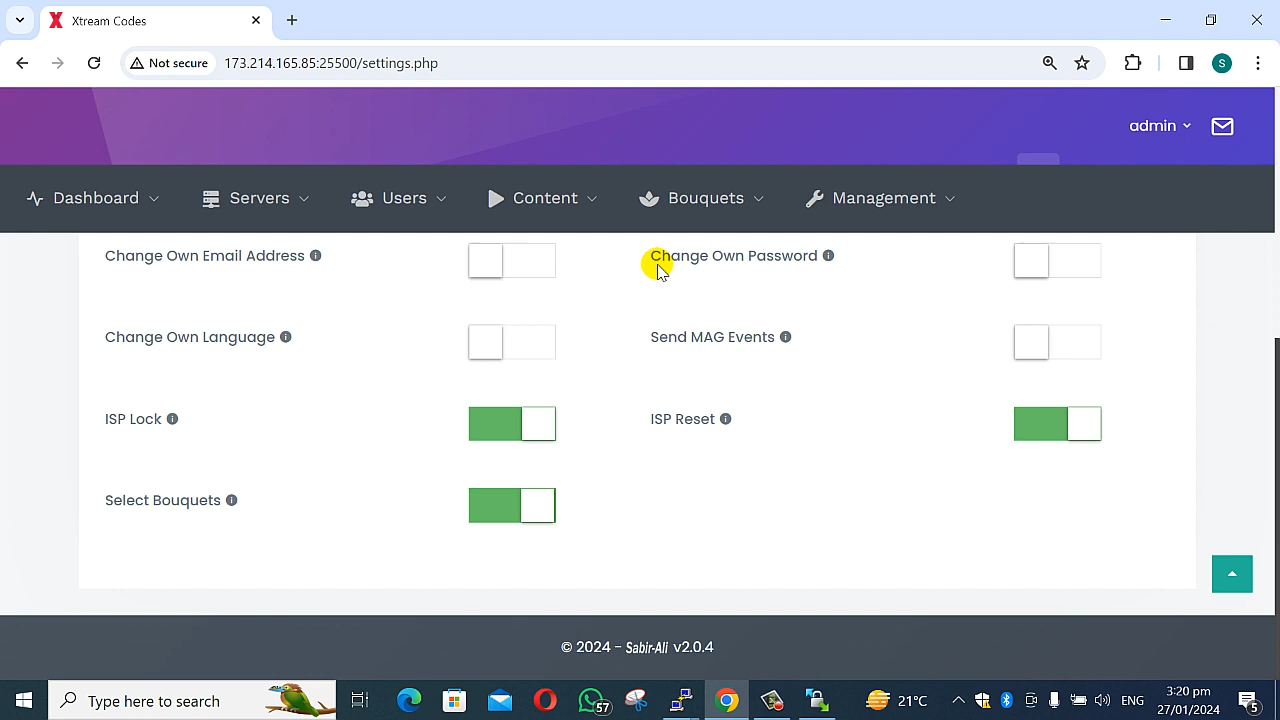 Xtream Codes
Not secure
173.214.165.85:25500/settings.php
S
admin
Dashboard
Servers
Users
Content
Bouquets
Management
Change Own Email Address
Change Own Password
Change Own Language
Send MAG Events
ISP Lock
ISP Reset
Select Bouquets
© 2024 - Sabir-Ali v2.0.4
Type here to search
57
21°C
ENG
3:20 pm
27/01/2024
5